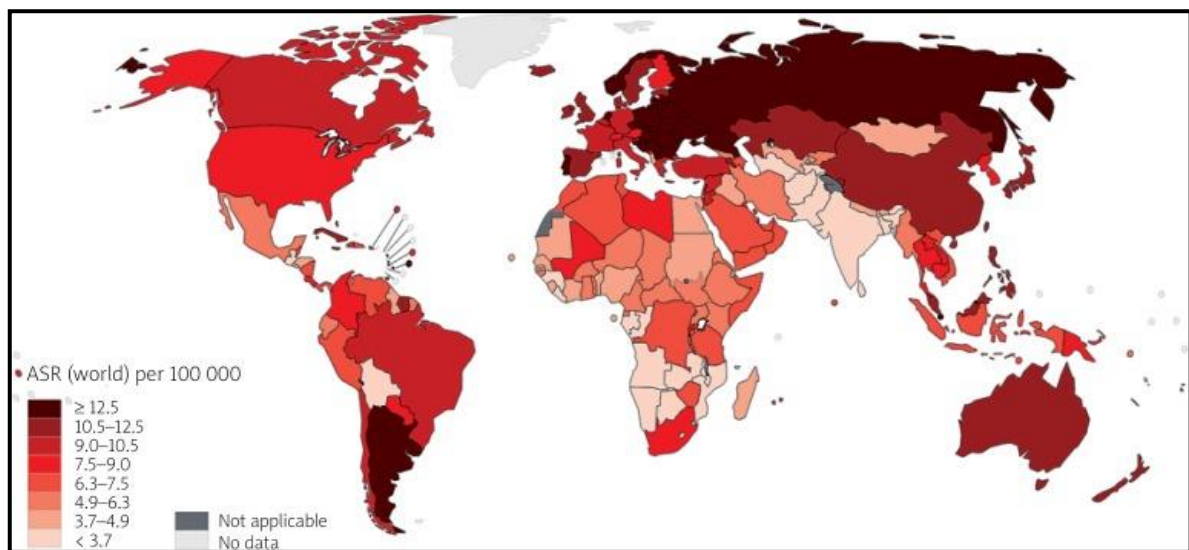 ASR (world) per 100 000
≥ 12.5
10.5–12.5
9.0–10.5
7.5–9.0
6.3–7.5
4.9–6.3
3.7–4.9
< 3.7
Not applicable
No data